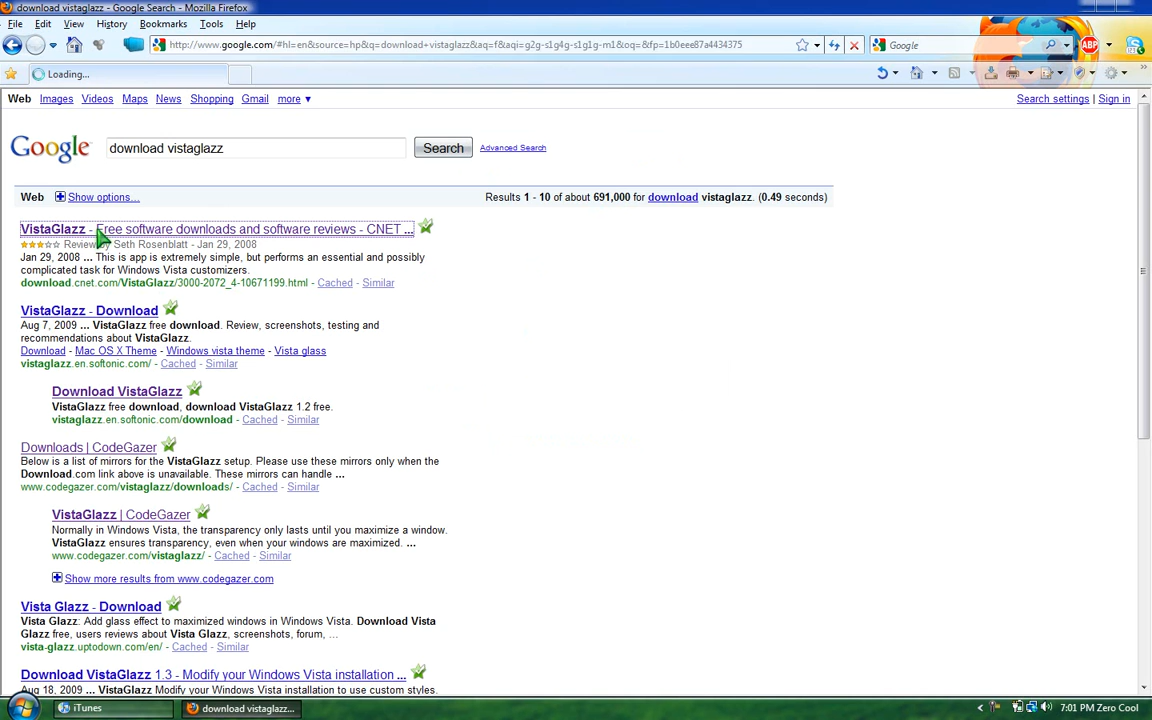 download vistaglazz - Google Search - Mozilla Firefox
File Edit View History Bookmarks Tools Help
http://www.google.com/#hl=en&source=hp&q=download+vistaglazz&aq=f&aqi=g2g-s1g4g-s1g1g-m1&oq=&fp=1b0eee87a4434375
Google
ABP
Loading...
Web Images Videos Maps News Shopping Gmail more ▼
Search settings | Sign in
Google
download vistaglazz
Search
Advanced Search
Web Show options...
Results 1 - 10 of about 691,000 for download vistaglazz. (0.49 seconds)
VistaGlazz - Free software downloads and software reviews - CNET ...
Review by Seth Rosenblatt - Jan 29, 2008
Jan 29, 2008 ... This is app is extremely simple, but performs an essential and possibly
complicated task for Windows Vista customizers.
download.cnet.com/VistaGlazz/3000-2072_4-10671199.html - Cached - Similar
VistaGlazz - Download
Aug 7, 2009 ... VistaGlazz free download. Review, screenshots, testing and
recommendations about VistaGlazz.
Download - Mac OS X Theme - Windows vista theme - Vista glass
vistaglazz.en.softonic.com/ - Cached - Similar
Download VistaGlazz
VistaGlazz free download, download VistaGlazz 1.2 free.
vistaglazz.en.softonic.com/download - Cached - Similar
Downloads | CodeGazer
Below is a list of mirrors for the VistaGlazz setup. Please use these mirrors only when the
Download.com link above is unavailable. These mirrors can handle ...
www.codegazer.com/vistaglazz/downloads/ - Cached - Similar
VistaGlazz | CodeGazer
Normally in Windows Vista, the transparency only lasts until you maximize a window.
VistaGlazz ensures transparency, even when your windows are maximized. ...
www.codegazer.com/vistaglazz/ - Cached - Similar
Show more results from www.codegazer.com
Vista Glazz - Download
Vista Glazz: Add glass effect to maximized windows in Windows Vista. Download Vista
Glazz free, users reviews about Vista Glazz, screenshots, forum, ...
vista-glazz.uptodown.com/en/ - Cached - Similar
Download VistaGlazz 1.3 - Modify your Windows Vista installation ...
Aug 18, 2009 ... VistaGlazz Modify your Windows Vista installation to use custom styles.
iTunes
download vistaglazz...
7:01 PM Zero Cool